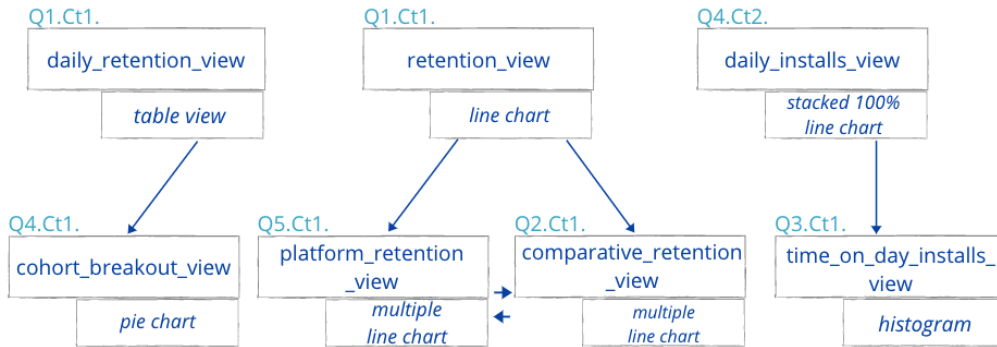 Q1.Ct1.
daily_retention_view
table view
Q1.Ct1.
retention_view
line chart
Q4.Ct2.
daily_installs_view
stacked 100%
line chart
Q4.Ct1.
cohort_breakout_view
pie chart
Q5.Ct1.
platform_retention
_view
multiple
line chart
Q2.Ct1.
comparative_retention
_view
multiple
line chart
Q3.Ct1.
time_on_day_installs_
view
histogram